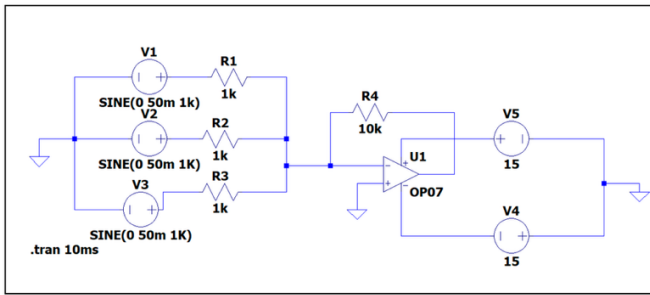 V1
R1
1k
SINE(0 50m 1k)
V2
R2
1k
SINE(0 50m 1K)
V3
R3
1k
SINE(0 50m 1K)
.tran 10ms
R4
10k
U1
OP07
V5
15
V4
15